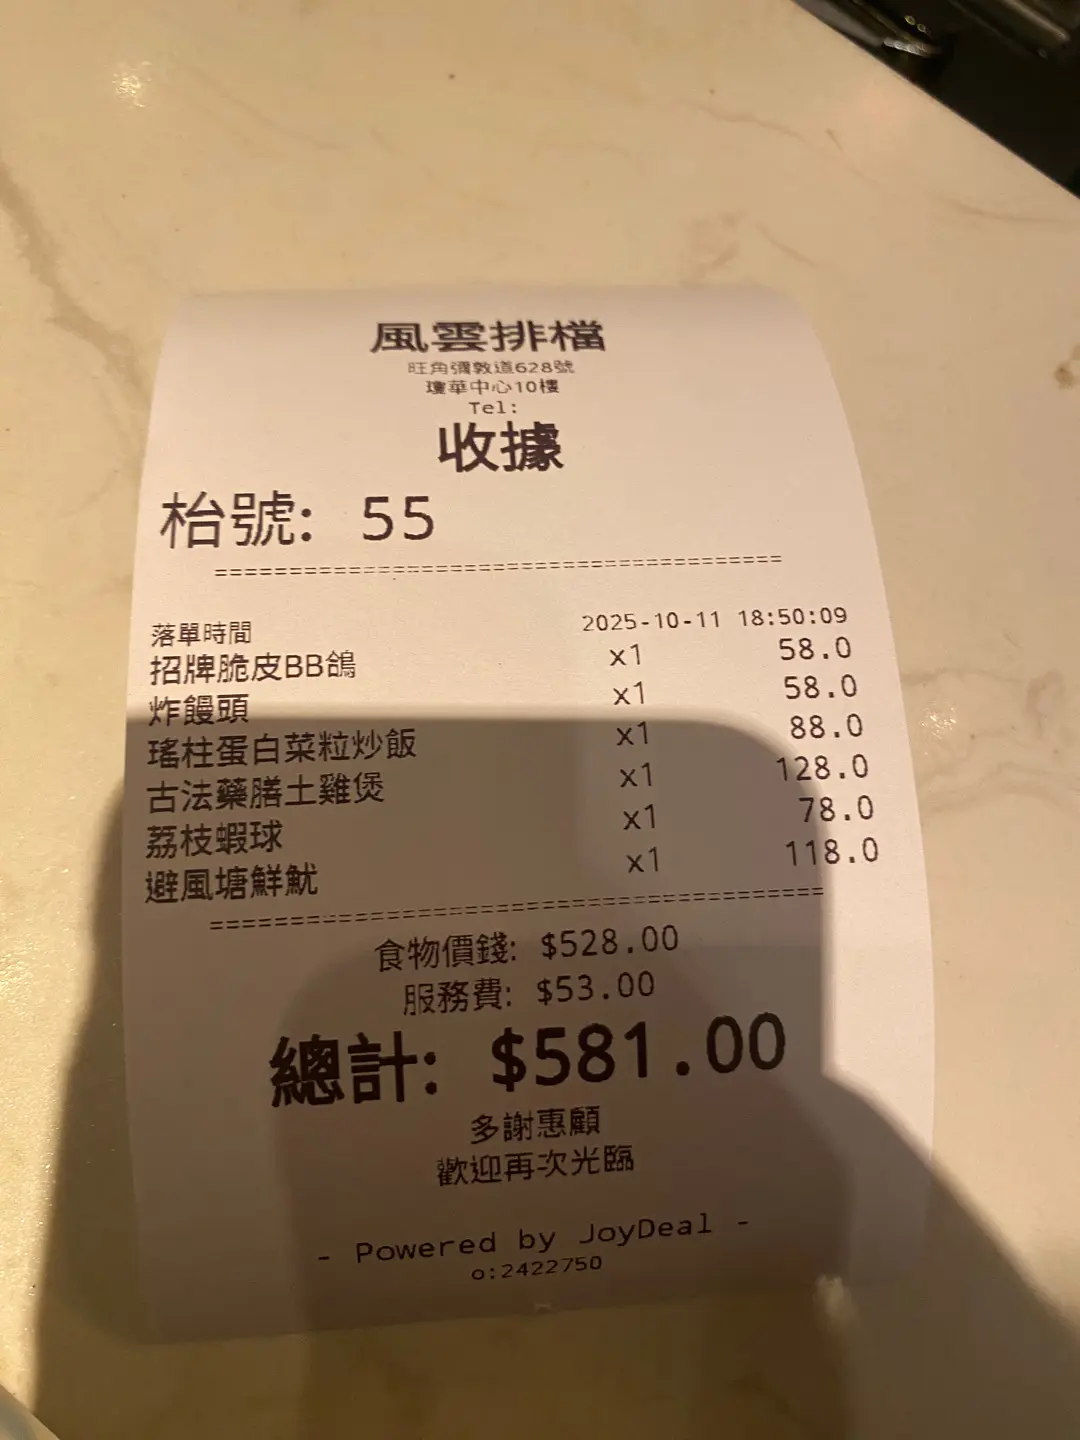 風雲排檔
旺角彌敦道628號
瓊華中心10樓
Tel:
收據
枱號: 55
======================================
落單時間 2025-10-11 18:50:09
招牌脆皮BB鴿 x1 58.0
炸饅頭 x1 58.0
瑤柱蛋白菜粒炒飯 x1 88.0
古法藥膳土雞煲 x1 128.0
荔枝蝦球 x1 78.0
避風塘鮮魷 x1 118.0
======================================
食物價錢: $528.00
服務費: $53.00
總計: $581.00
多謝惠顧
歡迎再次光臨
- Powered by JoyDeal -
o:2422750